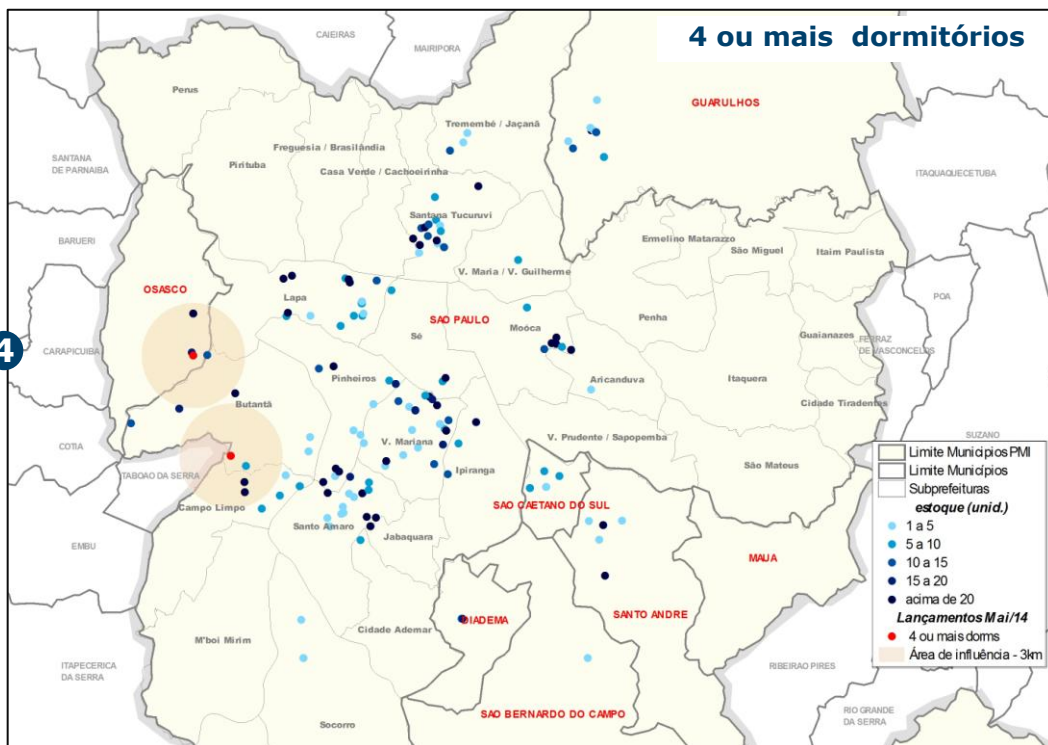 4 ou mais dormitórios
CAIEIRAS
MAIRIPORA
Perus
GUARULHOS
Tremembé / Jaçanã
Freguesia / Brasilândia
SANTANA
DE PARNAIBA
Pirituba
Casa Verde / Cachoeirinha
ITAQUAQUECETUBA
Santana Tucuruvi
BARUERI
Ermelino Matarazzo
São Miguel
Itaim Paulista
V. Maria / V. Guilherme
OSASCO
Lapa
POA
SAO PAULO
Moóca
Sé
Penha
Guaianazes
FERRAZ
DE VASCONCELOS
4
CARAPICUIBA
Pinheiros
Aricanduva
Itaquera
Butantã
Cidade Tiradentes
COTIA
V. Mariana
V. Prudente / Sapopemba
SUZANO
TABOAO DA SERRA
Ipiranga
São Mateus
Campo Limpo
SAO CAETANO DO SUL
Santo Amaro
Jabaquara
EMBU
MAUA
DIADEMA
SANTO ANDRE
Cidade Ademar
M'boi Mirim
ITAPECERICA
DA SERRA
RIBEIRAO PIRES
SAO BERNARDO DO CAMPO
Socorro
RIO GRANDE
DA SERRA
Limite Municipios PMI
Limite Municípios
Subprefeituras
estoque (unid.)
1 a 5
5 a 10
10 a 15
15 a 20
acima de 20
Lançamentos Mai/14
4 ou mais dorms
Área de influência - 3km